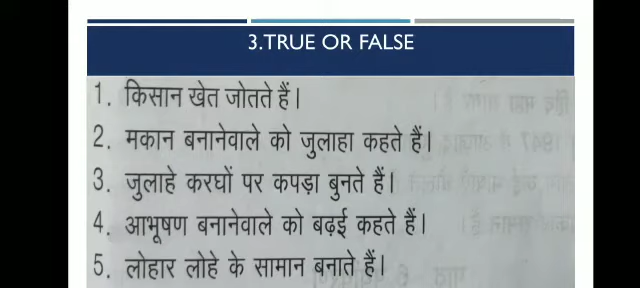 3.TRUE OR FALSE
1. किसान खेत जोतते हैं।
2. मकान बनानेवाले को जुलाहा कहते हैं।
3. जुलाहे करघों पर कपड़ा बुनते हैं।
4. आभूषण बनानेवाले को बढ़ई कहते हैं।
5. लोहार लोहे के सामान बनाते हैं।